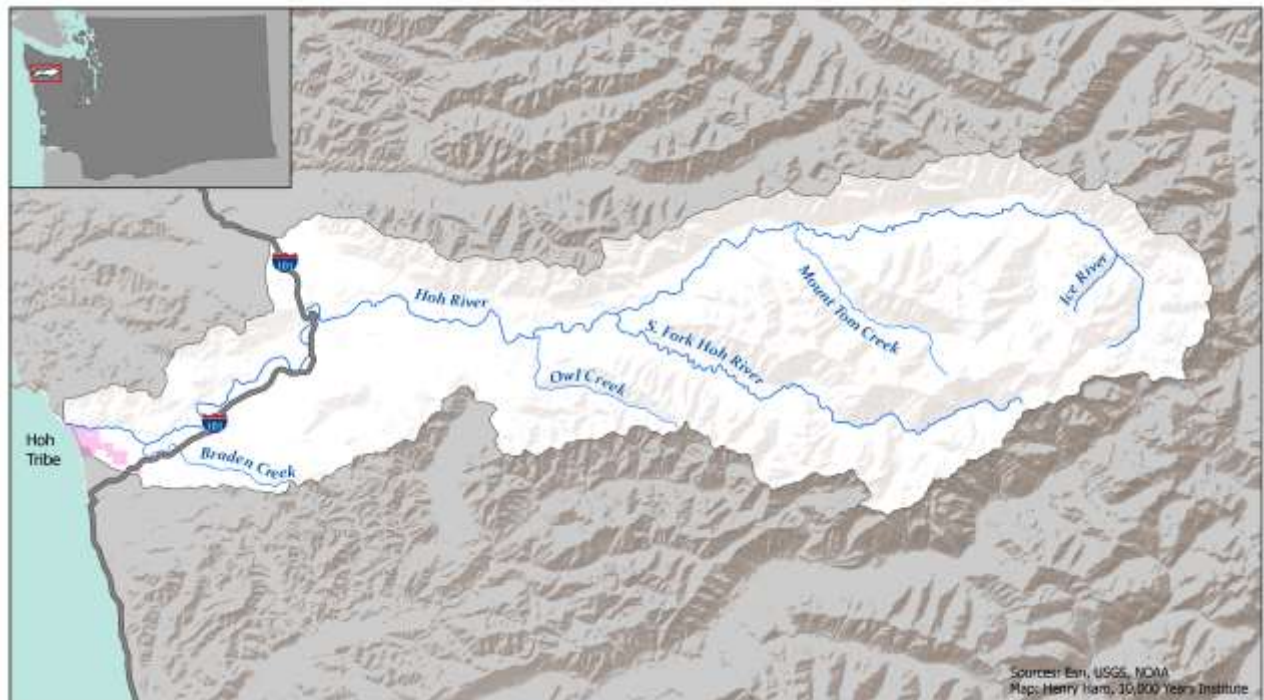 101
Hoh River
Ice River
Mount Tom Creek
S. Fork Hoh River
Owl Creek
101
Hoh
Tribe
Braden Creek
Sources: Esri, USGS, NOAA
Map: Henry Haro, 10,000 Years Institute